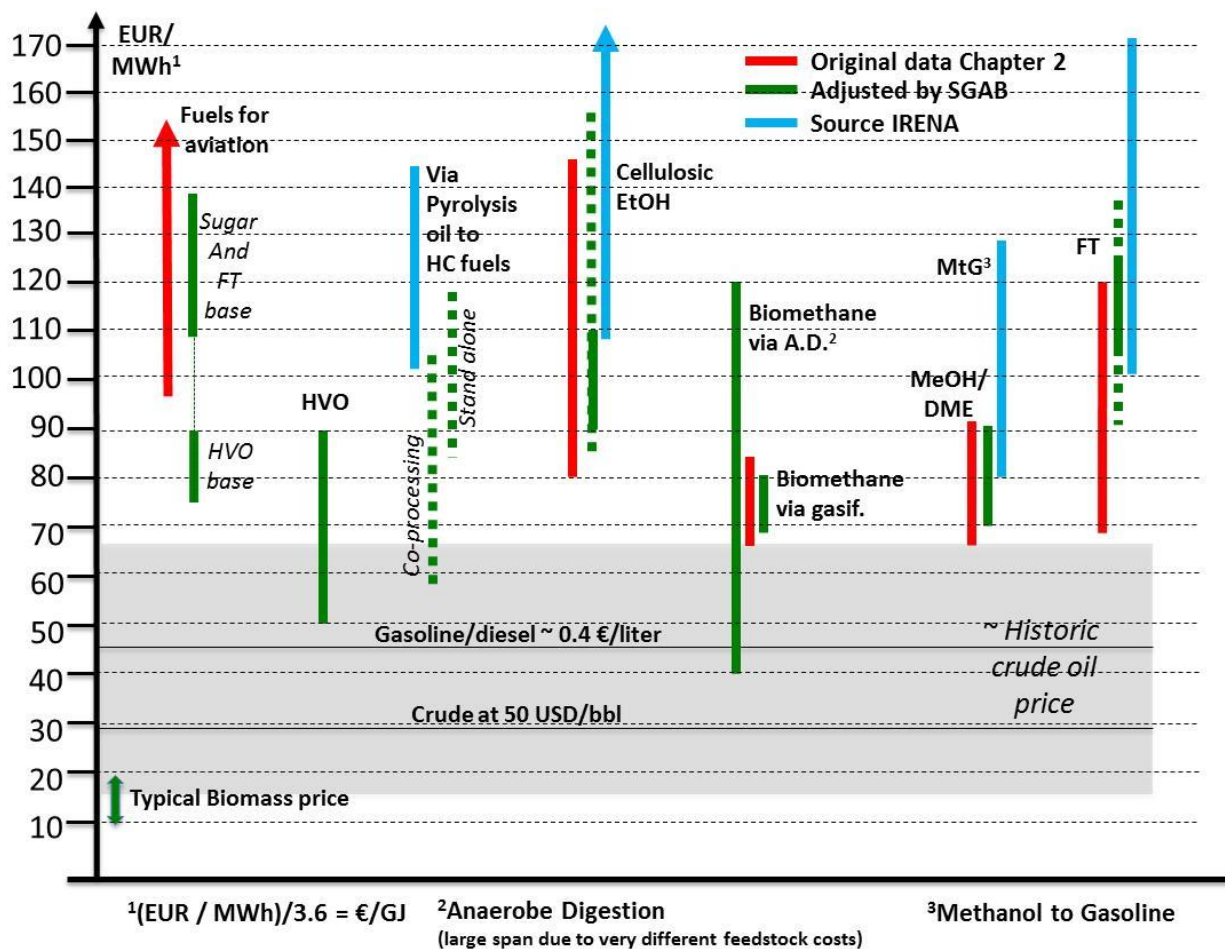 EUR/
MWh¹
170
160
150
140
130
120
110
100
90
80
70
60
50
40
30
20
10
Original data Chapter 2
Adjusted by SGAB
Source IRENA
Fuels for
aviation
Sugar
And
FT
base
HVO
base
HVO
Via
Pyrolysis
oil to
HC fuels
Co-processing
Stand alone
Cellulosic
EtOH
Biomethane
via A.D.²
Biomethane
via gasif.
MeOH/
DME
MtG³
FT
Gasoline/diesel ~ 0.4 €/liter
Crude at 50 USD/bbl
~ Historic
crude oil
price
Typical Biomass price
¹(EUR / MWh)/3.6 = €/GJ
²Anaerobe Digestion
(large span due to very different feedstock costs)
³Methanol to Gasoline